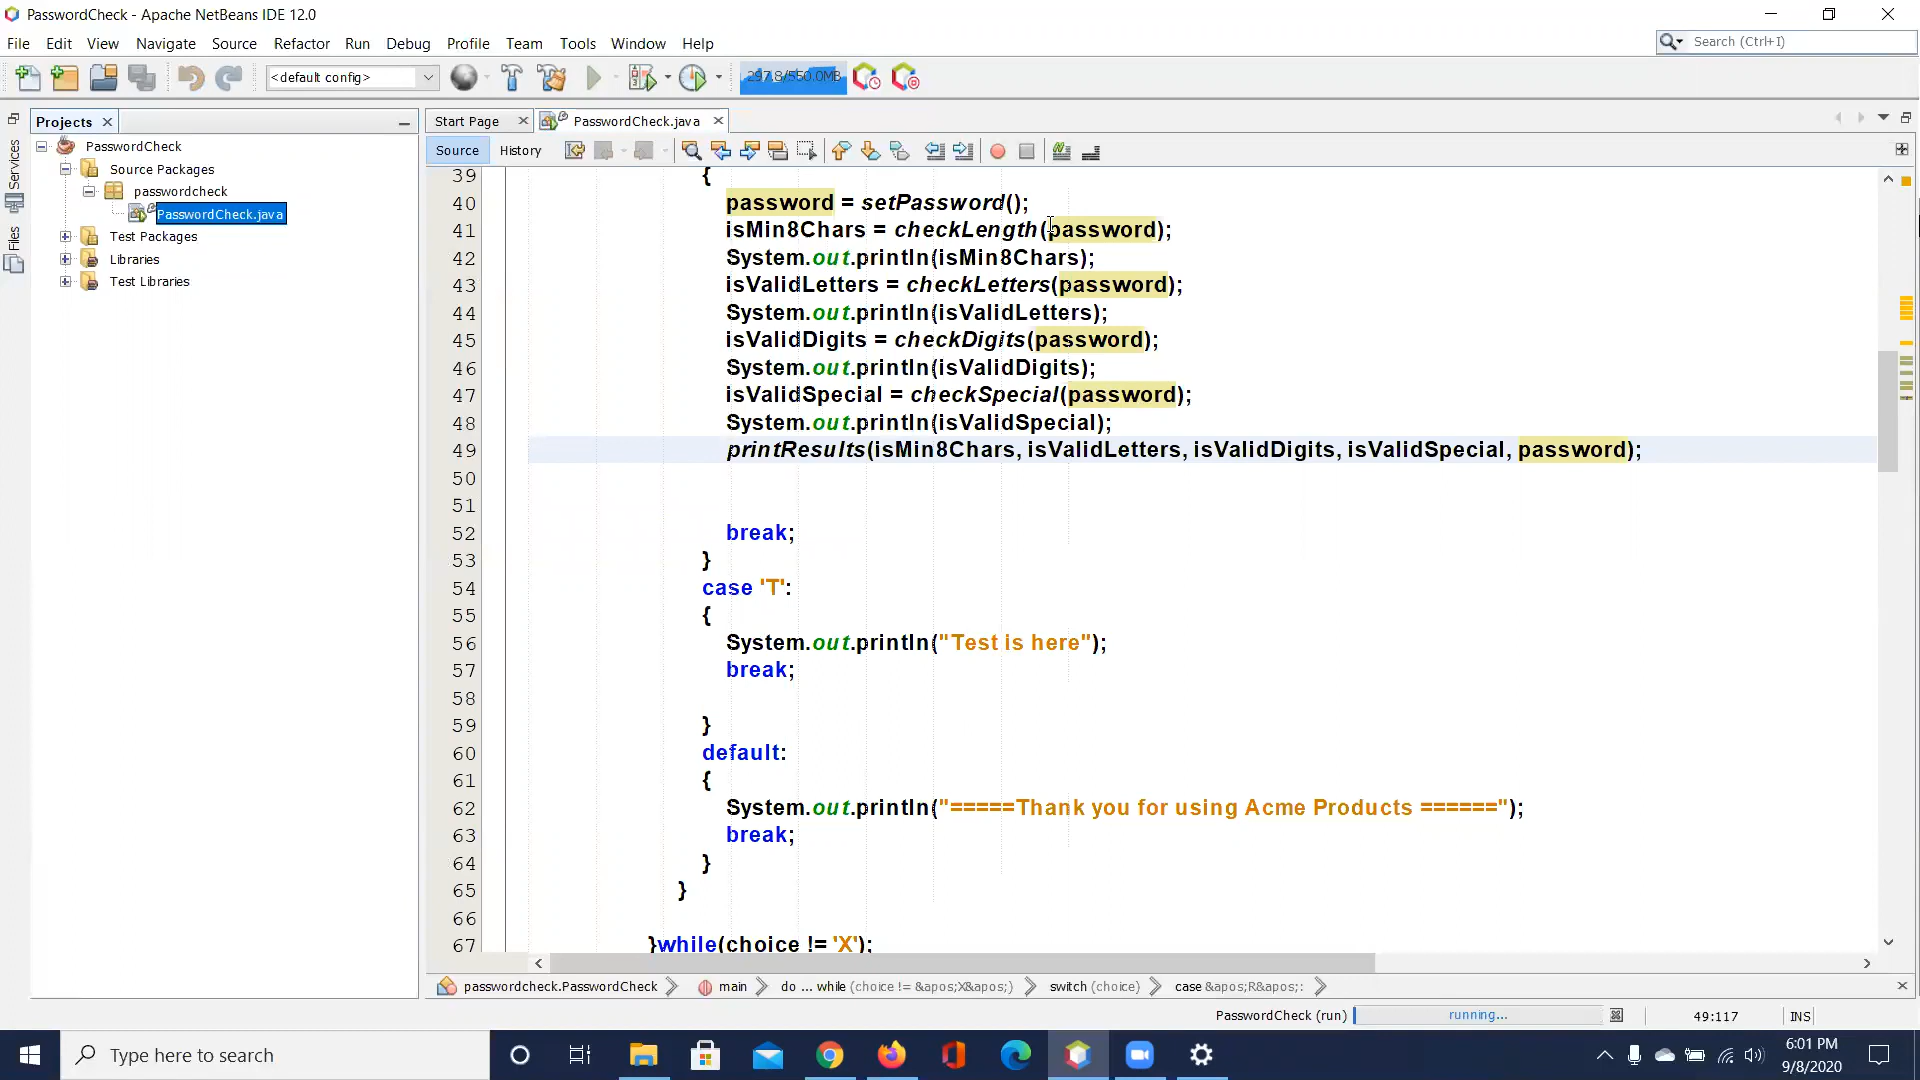 PasswordCheck - Apache NetBeans IDE 12.0
File Edit View Navigate Source Refactor Run Debug Profile Team Tools Window Help
Search (Ctrl+I)
<default config>
297.8/550.0MB
Projects
Start Page
PasswordCheck.java
Services
Files
PasswordCheck
Source Packages
passwordcheck
PasswordCheck.java
Test Packages
Libraries
Test Libraries
Source History
39 {
40 password = setPassword();
41 isMin8Chars = checkLength(password);
42 System.out.println(isMin8Chars);
43 isValidLetters = checkLetters(password);
44 System.out.println(isValidLetters);
45 isValidDigits = checkDigits(password);
46 System.out.println(isValidDigits);
47 isValidSpecial = checkSpecial(password);
48 System.out.println(isValidSpecial);
49 printResults(isMin8Chars, isValidLetters, isValidDigits, isValidSpecial, password);
50
51
52 break;
53 }
54 case 'T':
55 {
56 System.out.println("Test is here");
57 break;
58
59 }
60 default:
61 {
62 System.out.println("=====Thank you for using Acme Products ======");
63 break;
64 }
65 }
66
67 }while(choice != 'X');
passwordcheck.PasswordCheck main do ... while (choice != &apos;X&apos;) switch (choice) case &apos;R&apos;:
PasswordCheck (run) running... 49:117 INS
Type here to search
6:01 PM
9/8/2020